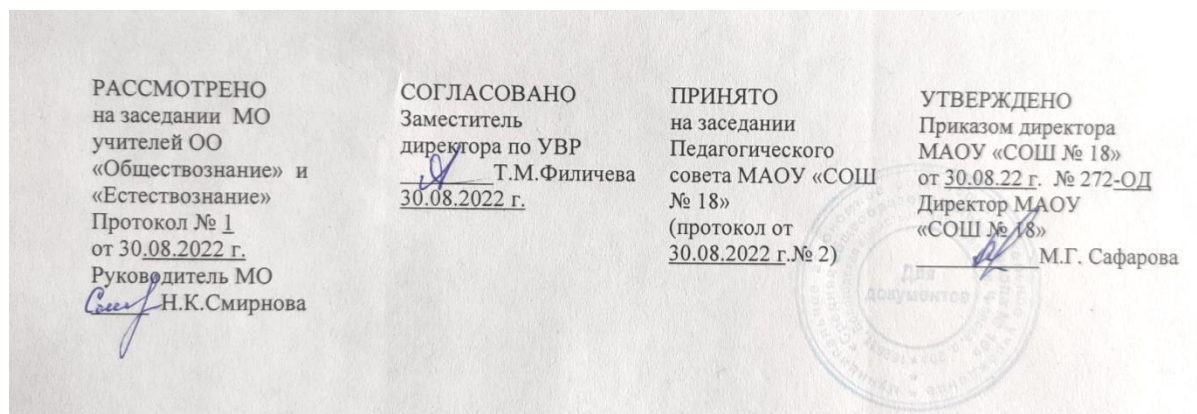 РАССМОТРЕНО
на заседании МО
учителей ОО
«Обществознание» и
«Естествознание»
Протокол № 1
от 30.08.2022 г.
Руководитель МО
Н.К.Смирнова
СОГЛАСОВАНО
Заместитель
директора по УВР
Т.М.Филичева
30.08.2022 г.
ПРИНЯТО
на заседании
Педагогического
совета МАОУ «СОШ
№ 18»
(протокол от
30.08.2022 г.№ 2)
УТВЕРЖДЕНО
Приказом директора
МАОУ «СОШ № 18»
от 30.08.22 г. № 272-ОД
Директор МАОУ
«СОШ № 18»
М.Г. Сафарова
Для
документов